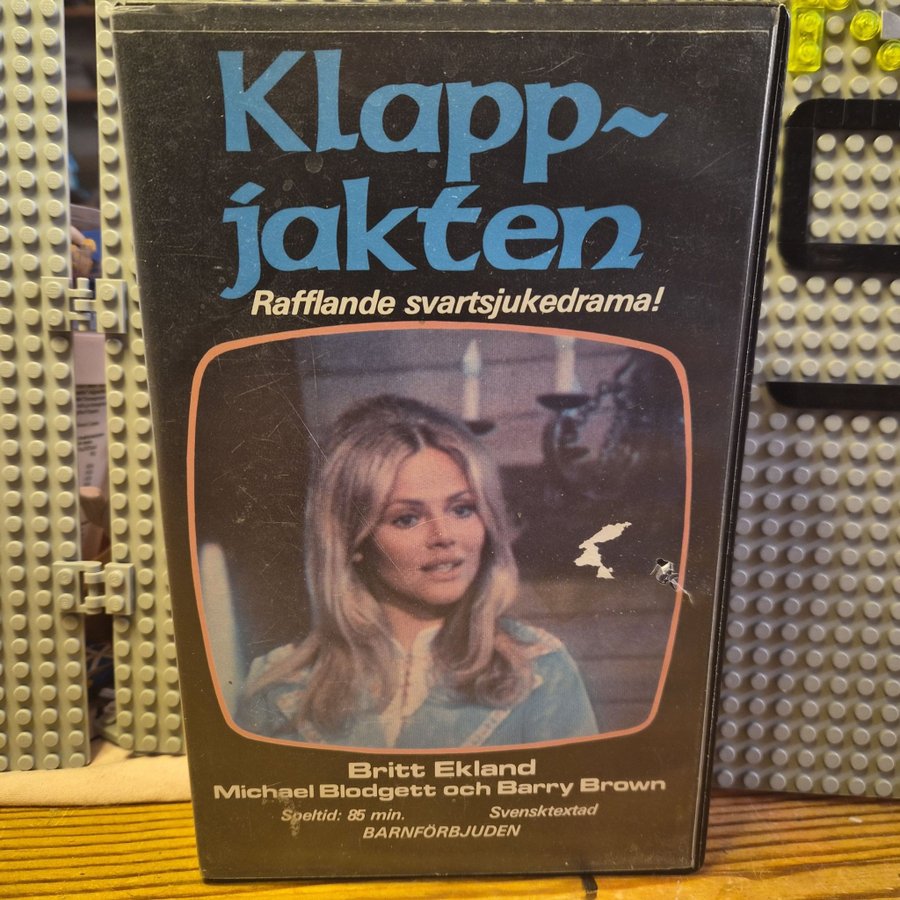 Klapp~
jakten
Rafflande svartsjukedrama!
Britt Ekland
Michael Blodgett och Barry Brown
Speltid: 85 min. Svensktextad
BARNFÖRBJUDEN